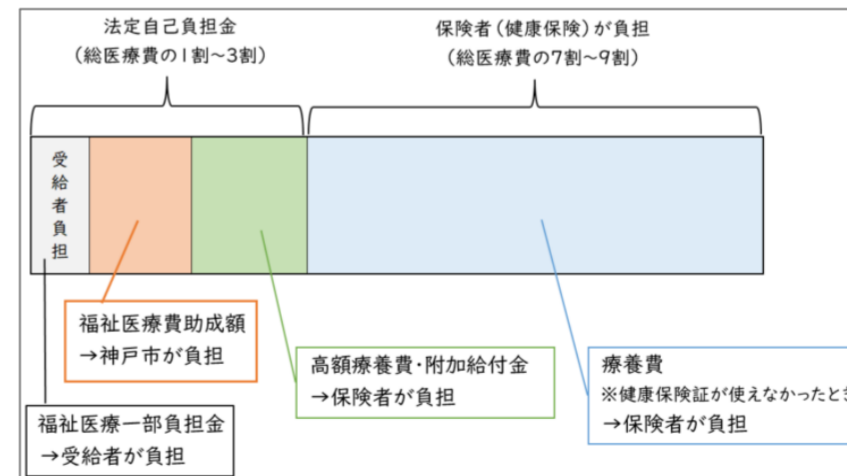 法定自己負担金
(総医療費の1割~3割)
保険者(健康保険)が負担
(総医療費の7割~9割)
受給者負担
福祉医療費助成額
→神戸市が負担
高額療養費・附加給付金
→保険者が負担
療養費
※健康保険証が使えなかったとき
→保険者が負担
福祉医療一部負担金
→受給者が負担